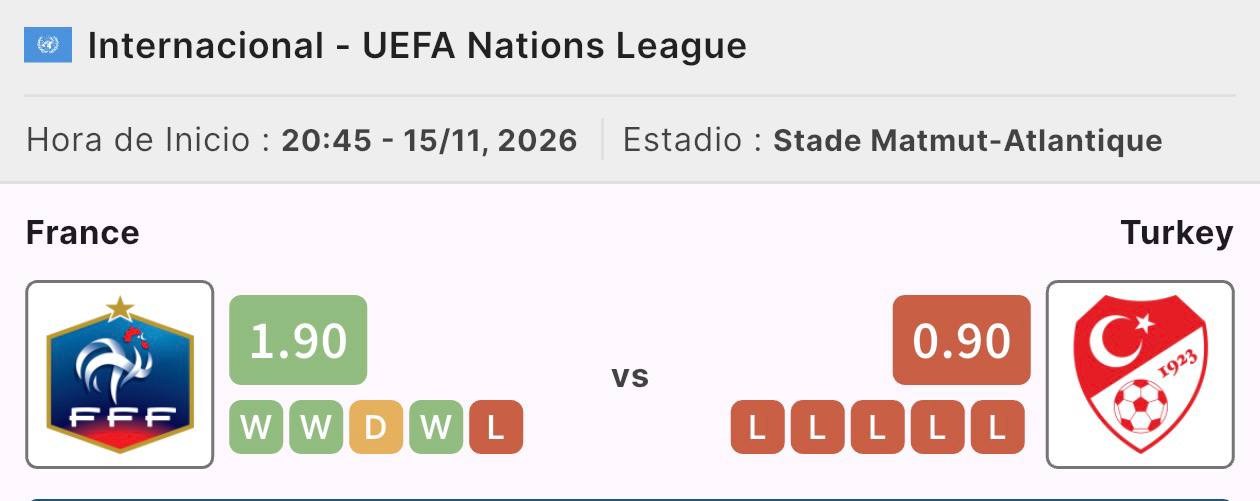 Internacional - UEFA Nations League
Hora de Inicio : 20:45 - 15/11, 2026 Estadio : Stade Matmut-Atlantique
France Turkey
1.90 0.90
FFF vs 1923
W W D W L L L L L L